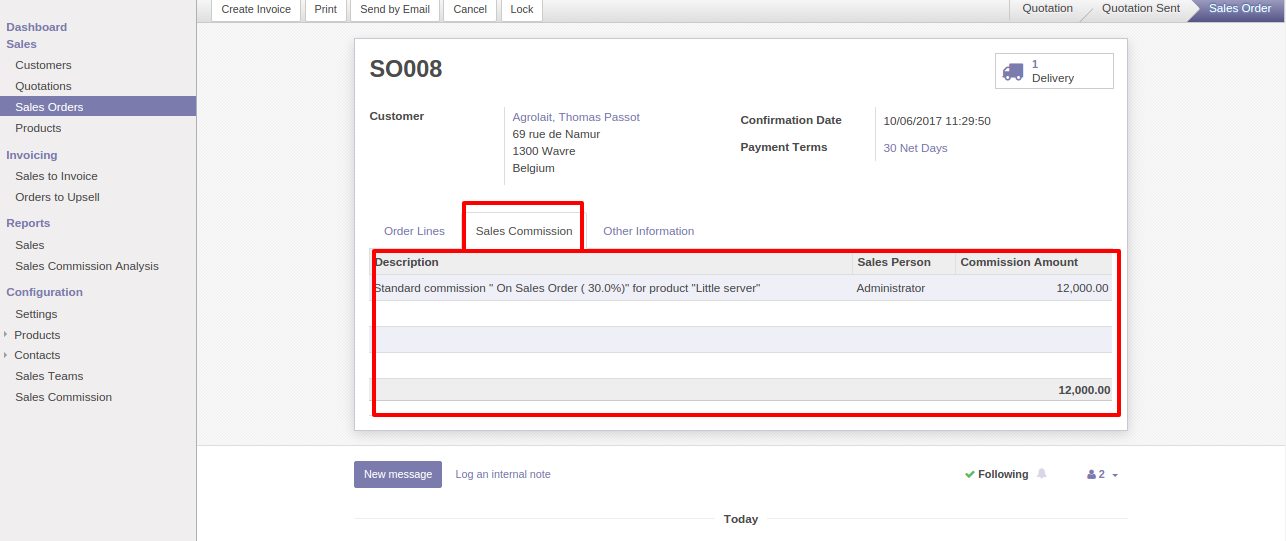 Create Invoice Print Send by Email Cancel Lock Quotation Quotation Sent Sales Order
Dashboard
Sales
Customers
Quotations
Sales Orders
Products
Invoicing
Sales to Invoice
Orders to Upsell
Reports
Sales
Sales Commission Analysis
Configuration
Settings
Products
Contacts
Sales Teams
Sales Commission
SO008
1
Delivery
Customer
Agrolait, Thomas Passot
69 rue de Namur
1300 Wavre
Belgium
Confirmation Date 10/06/2017 11:29:50
Payment Terms 30 Net Days
Order Lines Sales Commission Other Information
Description Sales Person Commission Amount
Standard commission " On Sales Order ( 30.0%)" for product "Little server" Administrator 12,000.00
12,000.00
New message Log an internal note Following 2
Today